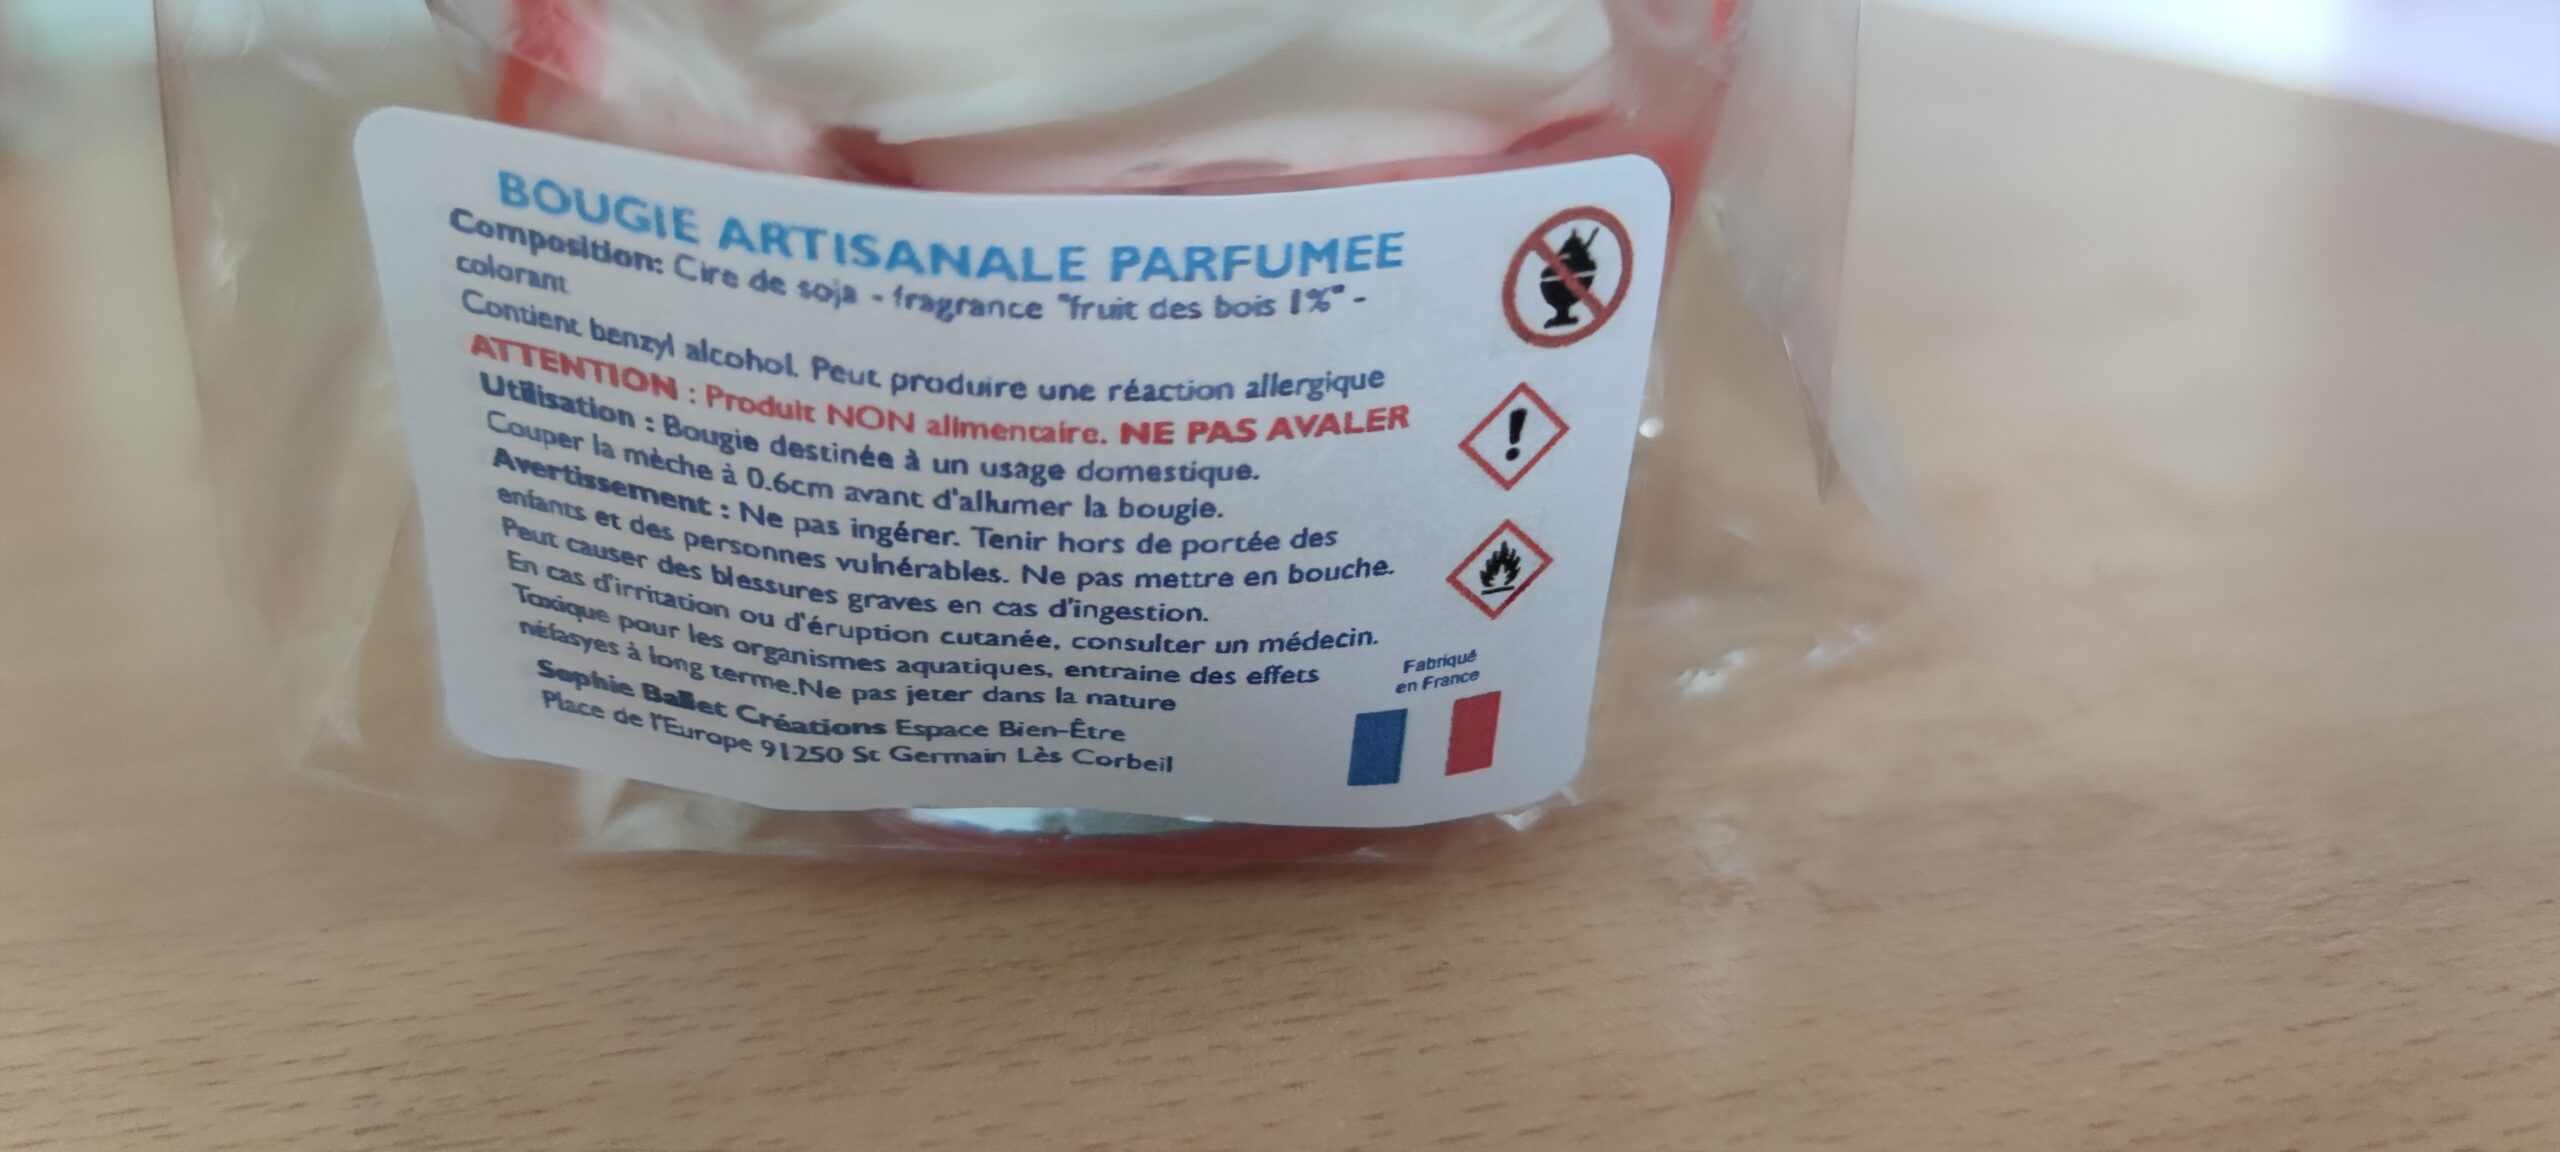 BOUGIE ARTISANALE PARFUMEE
Composition: Cire de soja - fragrance "fruit des bois 1%" -
colorant
Contient benzyl alcohol. Peut produire une réaction allergique
ATTENTION : Produit NON alimentaire. NE PAS AVALER
Utilisation : Bougie destinée à un usage domestique.
Couper la mèche à 0.6cm avant d'allumer la bougie.
Avertissement : Ne pas ingérer. Tenir hors de portée des
enfants et des personnes vulnérables. Ne pas mettre en bouche.
Peut causer des blessures graves en cas d'ingestion.
En cas d'irritation ou d'éruption cutanée, consulter un médecin.
Toxique pour les organismes aquatiques, entraine des effets
néfasyes à long terme.Ne pas jeter dans la nature
Sophie Ballet Créations Espace Bien-Être
Place de l'Europe 91250 St Germain Lès Corbeil
Fabriqué
en France